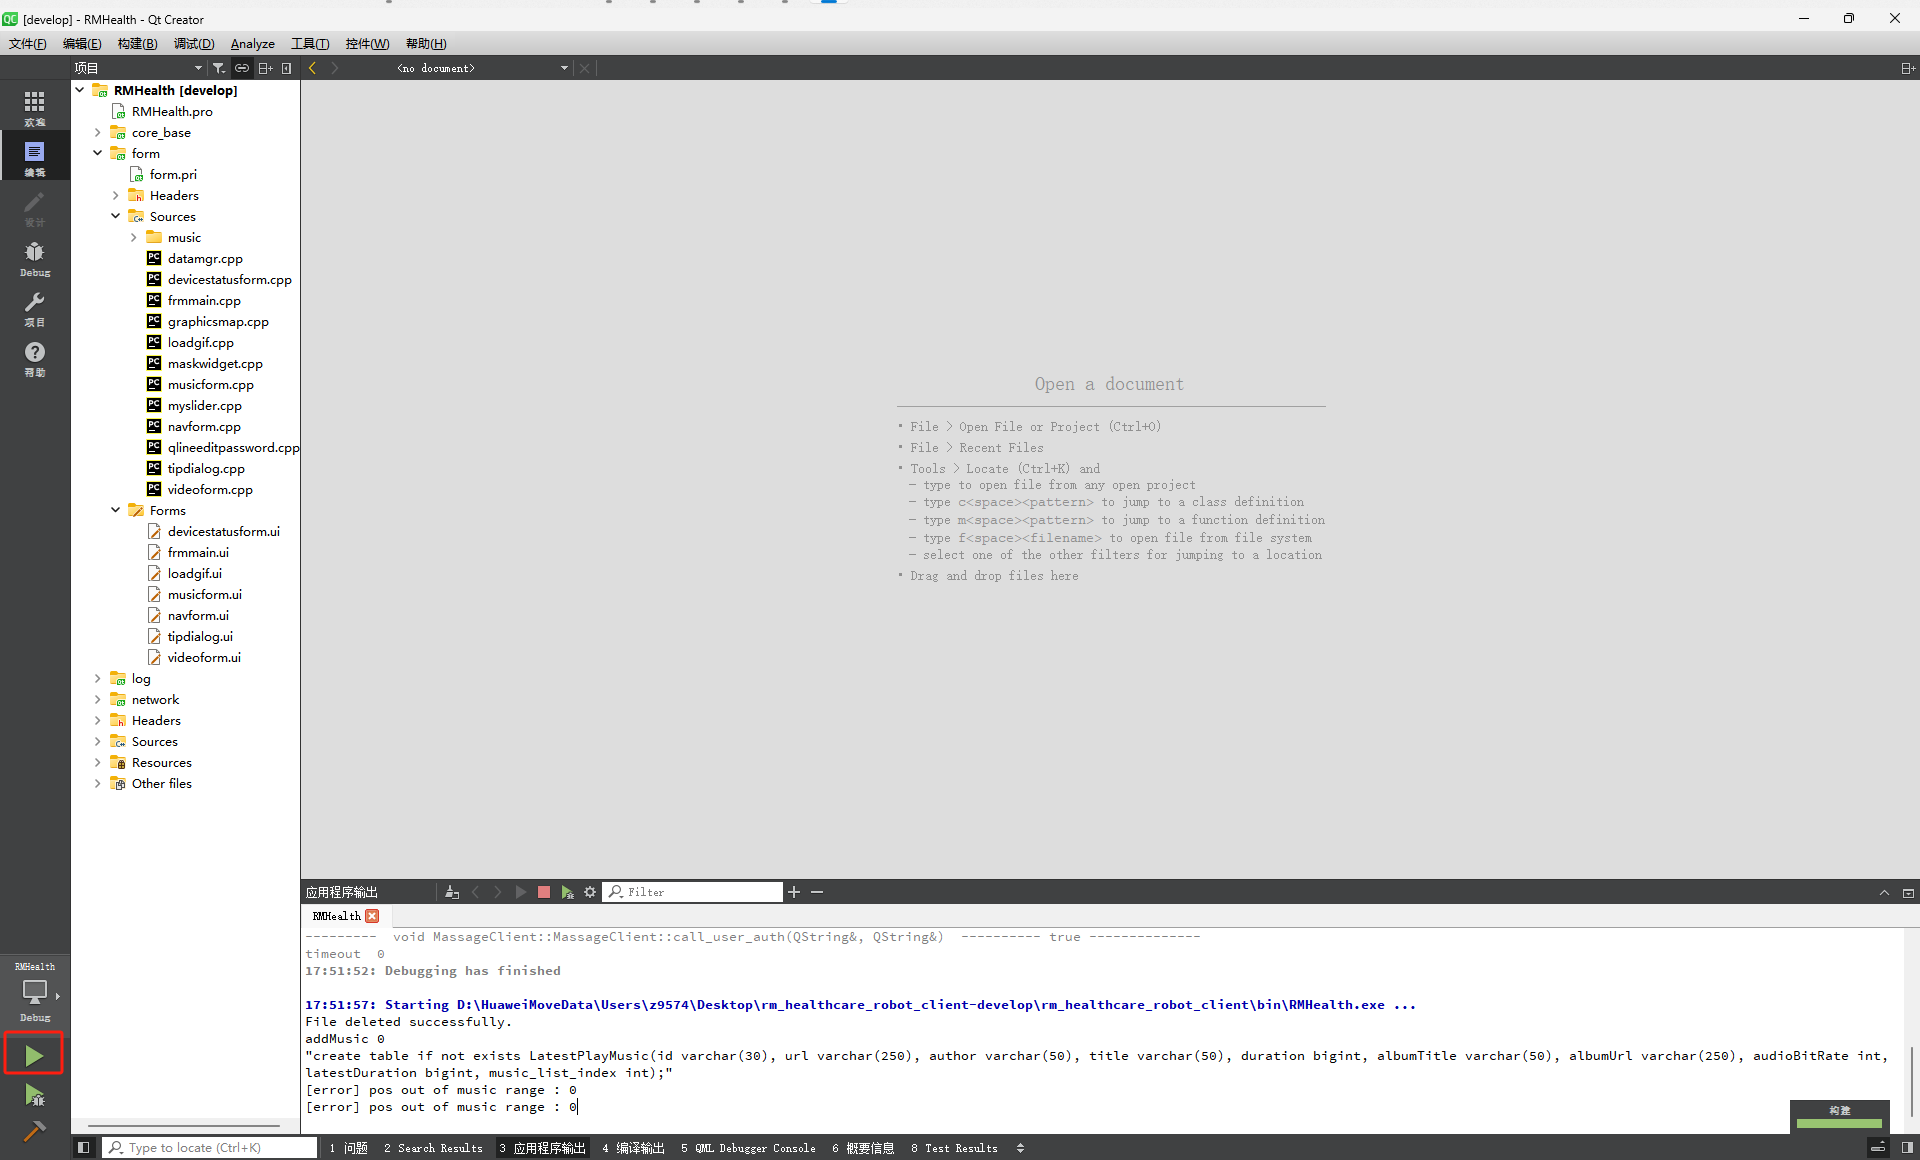 [develop] - RMHealth - Qt Creator
文件(F) 编辑(E) 构建(B) 调试(D) Analyze 工具(T) 控件(W) 帮助(H)
项目
<no document>
欢迎
编辑
设计
Debug
项目
帮助
RMHealth [develop]
RMHealth.pro
core_base
form
form.pri
Headers
Sources
music
datamgr.cpp
devicestatusform.cpp
frmmain.cpp
graphicsmap.cpp
loadgif.cpp
maskwidget.cpp
musicform.cpp
myslider.cpp
navform.cpp
qlineeditpassword.cpp
tipdialog.cpp
videoform.cpp
Forms
devicestatusform.ui
frmmain.ui
loadgif.ui
musicform.ui
navform.ui
tipdialog.ui
videoform.ui
log
network
Headers
Sources
Resources
Other files
Open a document
* File > Open File or Project (Ctrl+O)
* File > Recent Files
* Tools > Locate (Ctrl+K) and
- type to open file from any open project
- type c<space><pattern> to jump to a class definition
- type m<space><pattern> to jump to a function definition
- type f<space><filename> to open file from file system
- select one of the other filters for jumping to a location
* Drag and drop files here
应用程序输出
Filter
RMHealth
---------  void MassageClient::MassageClient::call_user_auth(QString&, QString&)  ---------- true --------------
timeout  0
17:51:52: Debugging has finished
17:51:57: Starting D:\HuaweiMoveData\Users\z9574\Desktop\rm_healthcare_robot_client-develop\rm_healthcare_robot_client\bin\RMHealth.exe ...
File deleted successfully.
addMusic 0
"create table if not exists LatestPlayMusic(id varchar(30), url varchar(250), author varchar(50), title varchar(50), duration bigint, albumTitle varchar(50), albumUrl varchar(250), audioBitRate int,
latestDuration bigint, music_list_index int);"
[error] pos out of music range : 0
[error] pos out of music range : 0
RMHealth
Debug
构建
Type to locate (Ctrl+K)
1 问题 2 Search Results 3 应用程序输出 4 编译输出 5 QML Debugger Console 6 概要信息 8 Test Results